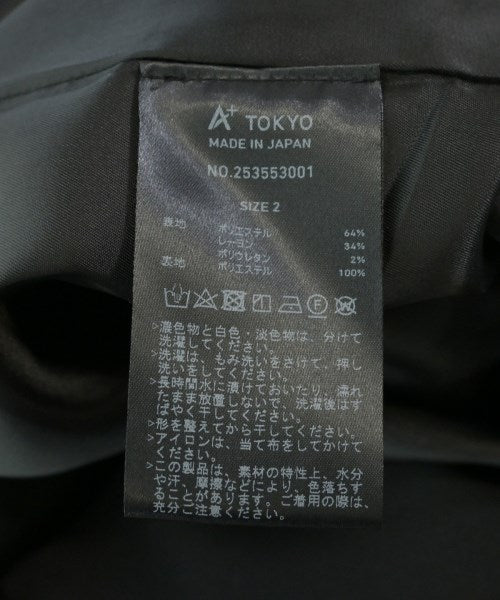 A+ TOKYO
MADE IN JAPAN
NO.253553001
SIZE 2
表地 ポリエステル 64%
レーヨン 34%
ポリウレタン 2%
裏地 ポリエステル 100%
>濃色物と白色・淡色物は、分けて
洗濯してください。
>洗濯は、もみ洗いをさけて、押し
洗いをしてください。
>長時間水に漬けておいたり、濡れ
たまま放置しないで、洗濯後はす
ばやく干してください。
>形を整えてから干してください。
>アイロンは、当て布をしてかけて
ください。
>この製品は、素材の特性上、水分
や汗、摩擦などにより、色落ちす
ることがあります。ご着用の際は、
充分ご注意ください。